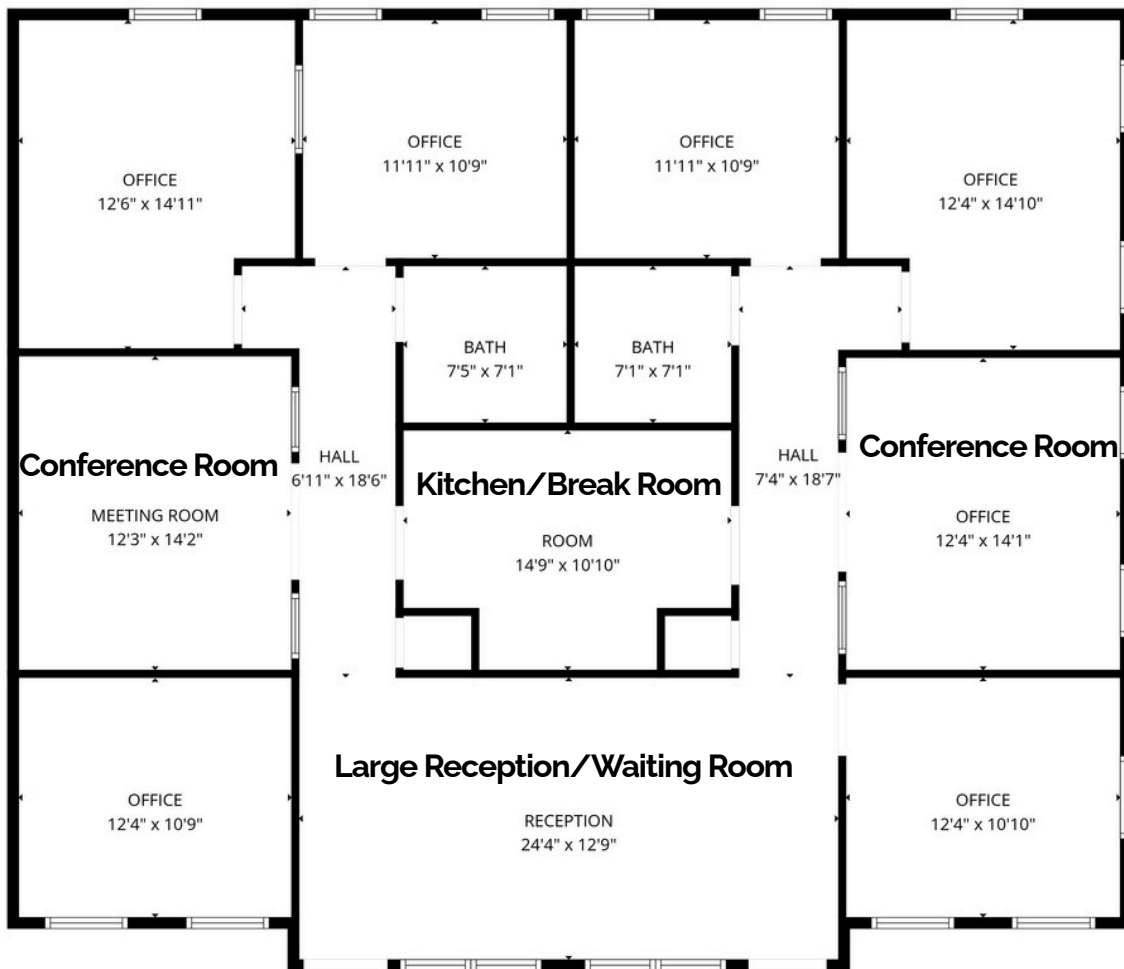 OFFICE
12'6" x 14'11"
OFFICE
11'11" x 10'9"
OFFICE
11'11" x 10'9"
OFFICE
12'4" x 14'10"
BATH
7'5" x 7'1"
BATH
7'1" x 7'1"
Conference Room
MEETING ROOM
12'3" x 14'2"
HALL
6'11" x 18'6"
Kitchen/Break Room
ROOM
14'9" x 10'10"
HALL
7'4" x 18'7"
Conference Room
OFFICE
12'4" x 14'1"
OFFICE
12'4" x 10'9"
Large Reception/Waiting Room
RECEPTION
24'4" x 12'9"
OFFICE
12'4" x 10'10"